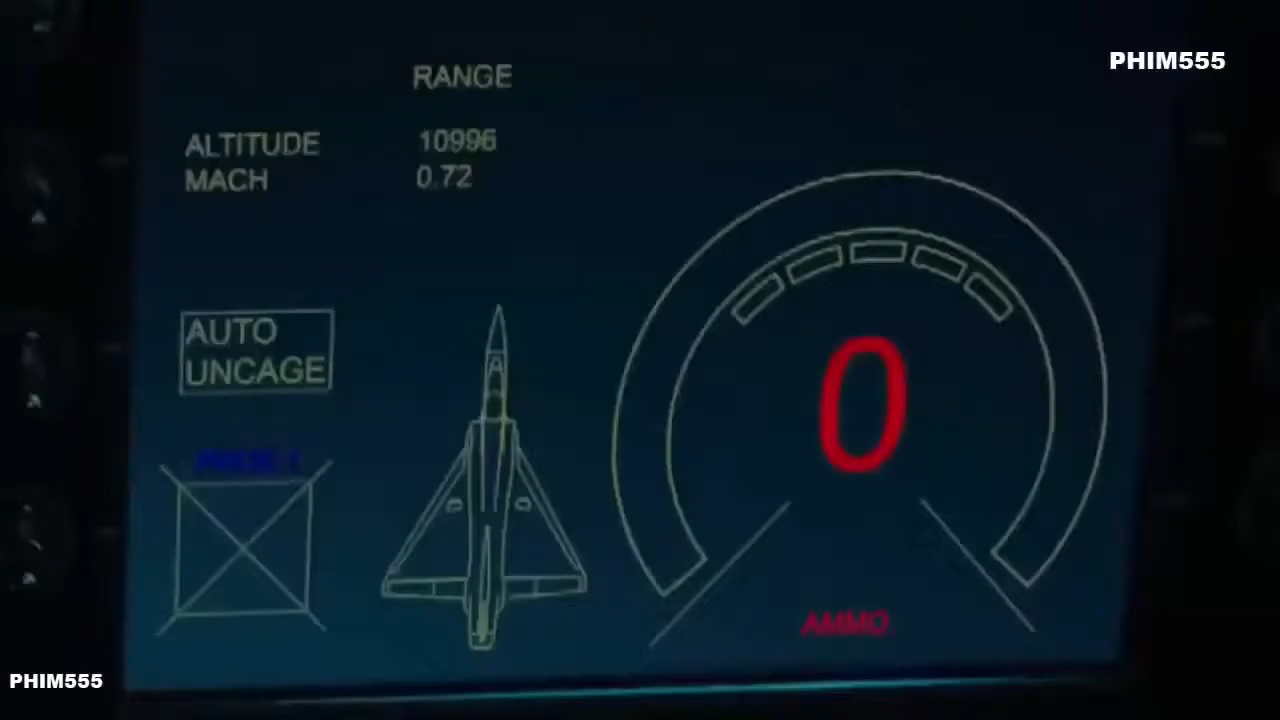 PHIM555
RANGE
ALTITUDE 10996
MACH 0.72
AUTO
UNCAGE
0
AMMO
PHIM555